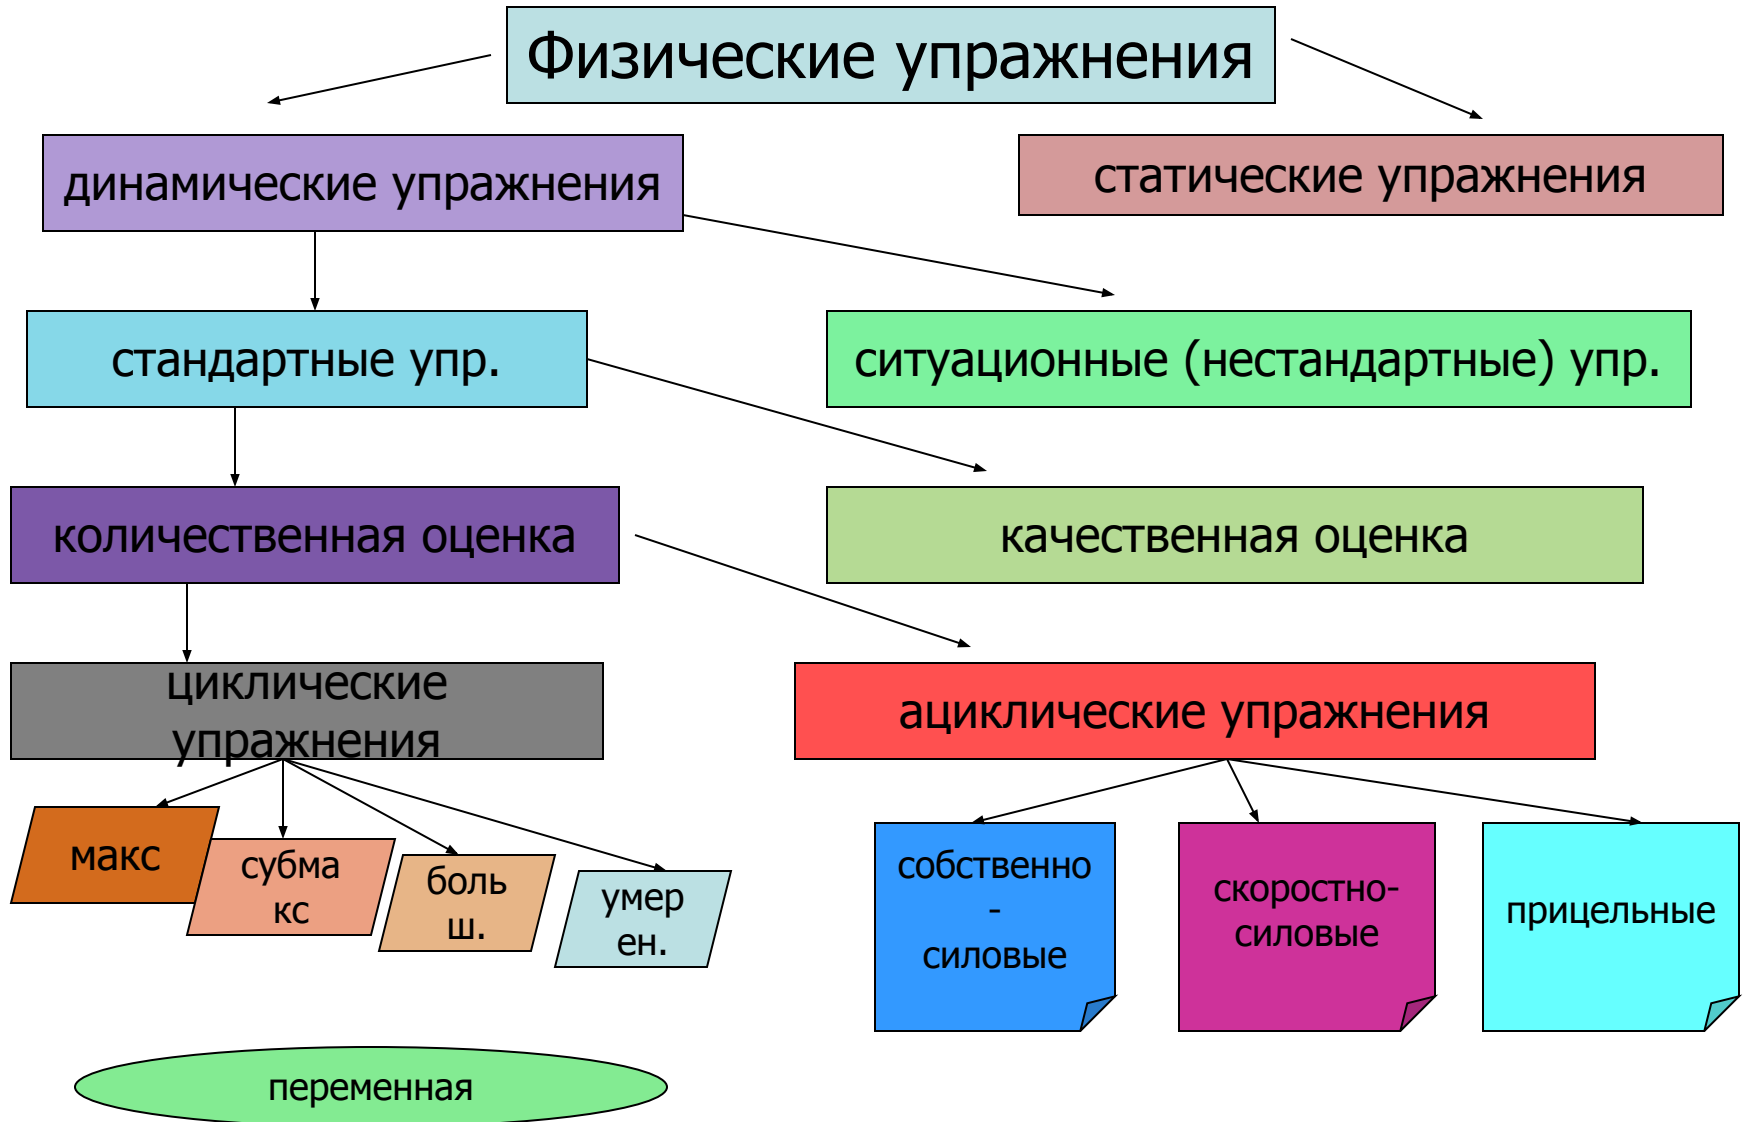 Физические упражнения
динамические упражнения
статические упражнения
стандартные упр.
ситуационные (нестандартные) упр.
количественная оценка
качественная оценка
циклические
упражнения
ациклические упражнения
макс
субма
кс
боль
ш.
умер
ен.
собственно
-
силовые
скоростно-
силовые
прицельные
переменная